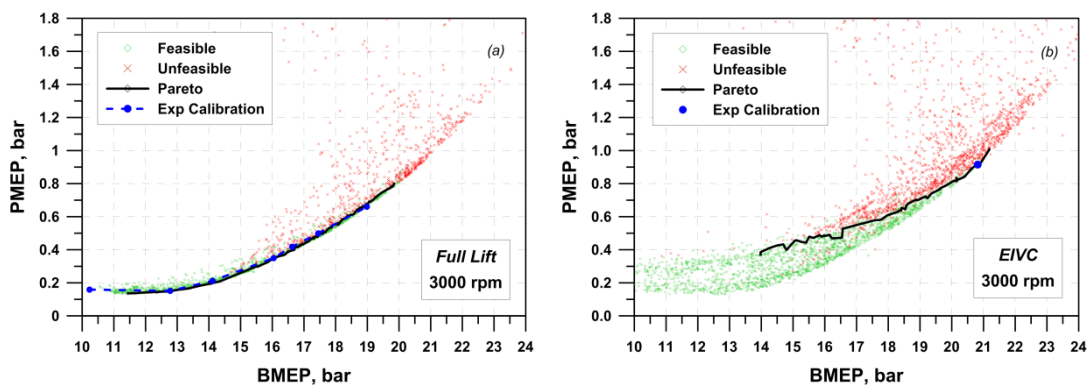 1.8
1.6
1.4
1.2
1.0
0.8
0.6
0.4
0.2
0
PMEP, bar
Feasible
Unfeasible
Pareto
Exp Calibration
(a)
Full Lift
3000 rpm
10 11 12 13 14 15 16 17 18 19 20 21 22 23 24
BMEP, bar
1.8
1.6
1.4
1.2
1.0
0.8
0.6
0.4
0.2
0.0
PMEP, bar
Feasible
Unfeasible
Pareto
Exp Calibration
(b)
EIVC
3000 rpm
10 11 12 13 14 15 16 17 18 19 20 21 22 23 24
BMEP, bar